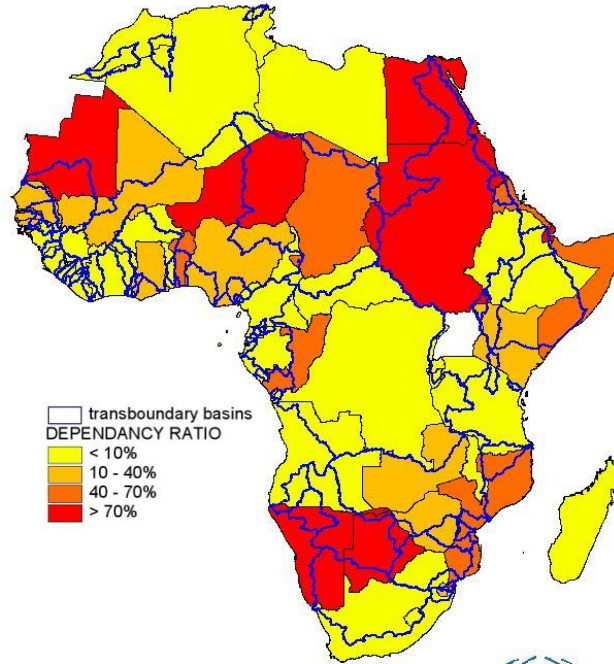 transboundary basins
DEPENDANCY RATIO
< 10%
10 - 40%
40 - 70%
> 70%